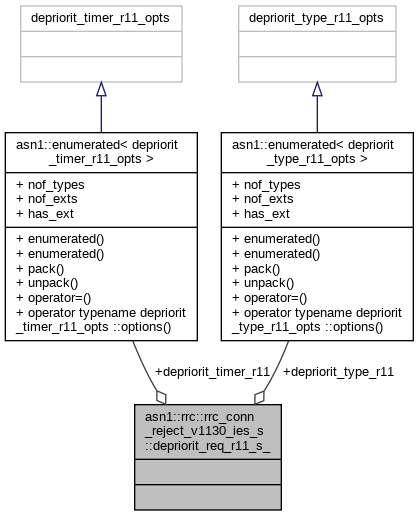 depriorit_timer_r11_opts
depriorit_type_r11_opts
asn1::enumerated< depriorit
_timer_r11_opts >
+ nof_types
+ nof_exts
+ has_ext
+ enumerated()
+ enumerated()
+ pack()
+ unpack()
+ operator=()
+ operator typename depriorit
_timer_r11_opts ::options()
asn1::enumerated< depriorit
_type_r11_opts >
+ nof_types
+ nof_exts
+ has_ext
+ enumerated()
+ enumerated()
+ pack()
+ unpack()
+ operator=()
+ operator typename depriorit
_type_r11_opts ::options()
+depriorit_timer_r11
+depriorit_type_r11
asn1::rrc::rrc_conn
_reject_v1130_ies_s
::depriorit_req_r11_s_